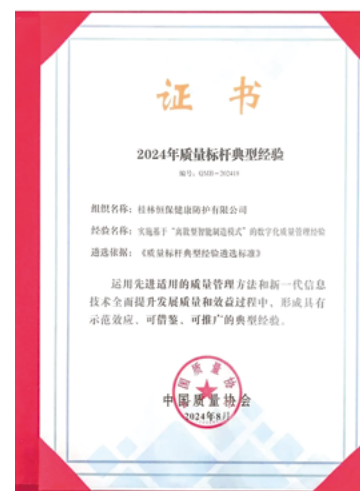 证书
2024年质量标杆典型经验
编号：QMB-202418
组织名称：桂林恒保健康防护有限公司
经验名称：实施基于“离散型智能制造模式”的数字化质量管理经验
遴选依据：《质量标杆典型经验遴选标准》
运用先进适用的质量管理方法和新一代信息
技术全面提升发展质量和效益过程中，形成具有
示范效应、可借鉴、可推广的典型经验。
中国质量协会
2024年8月